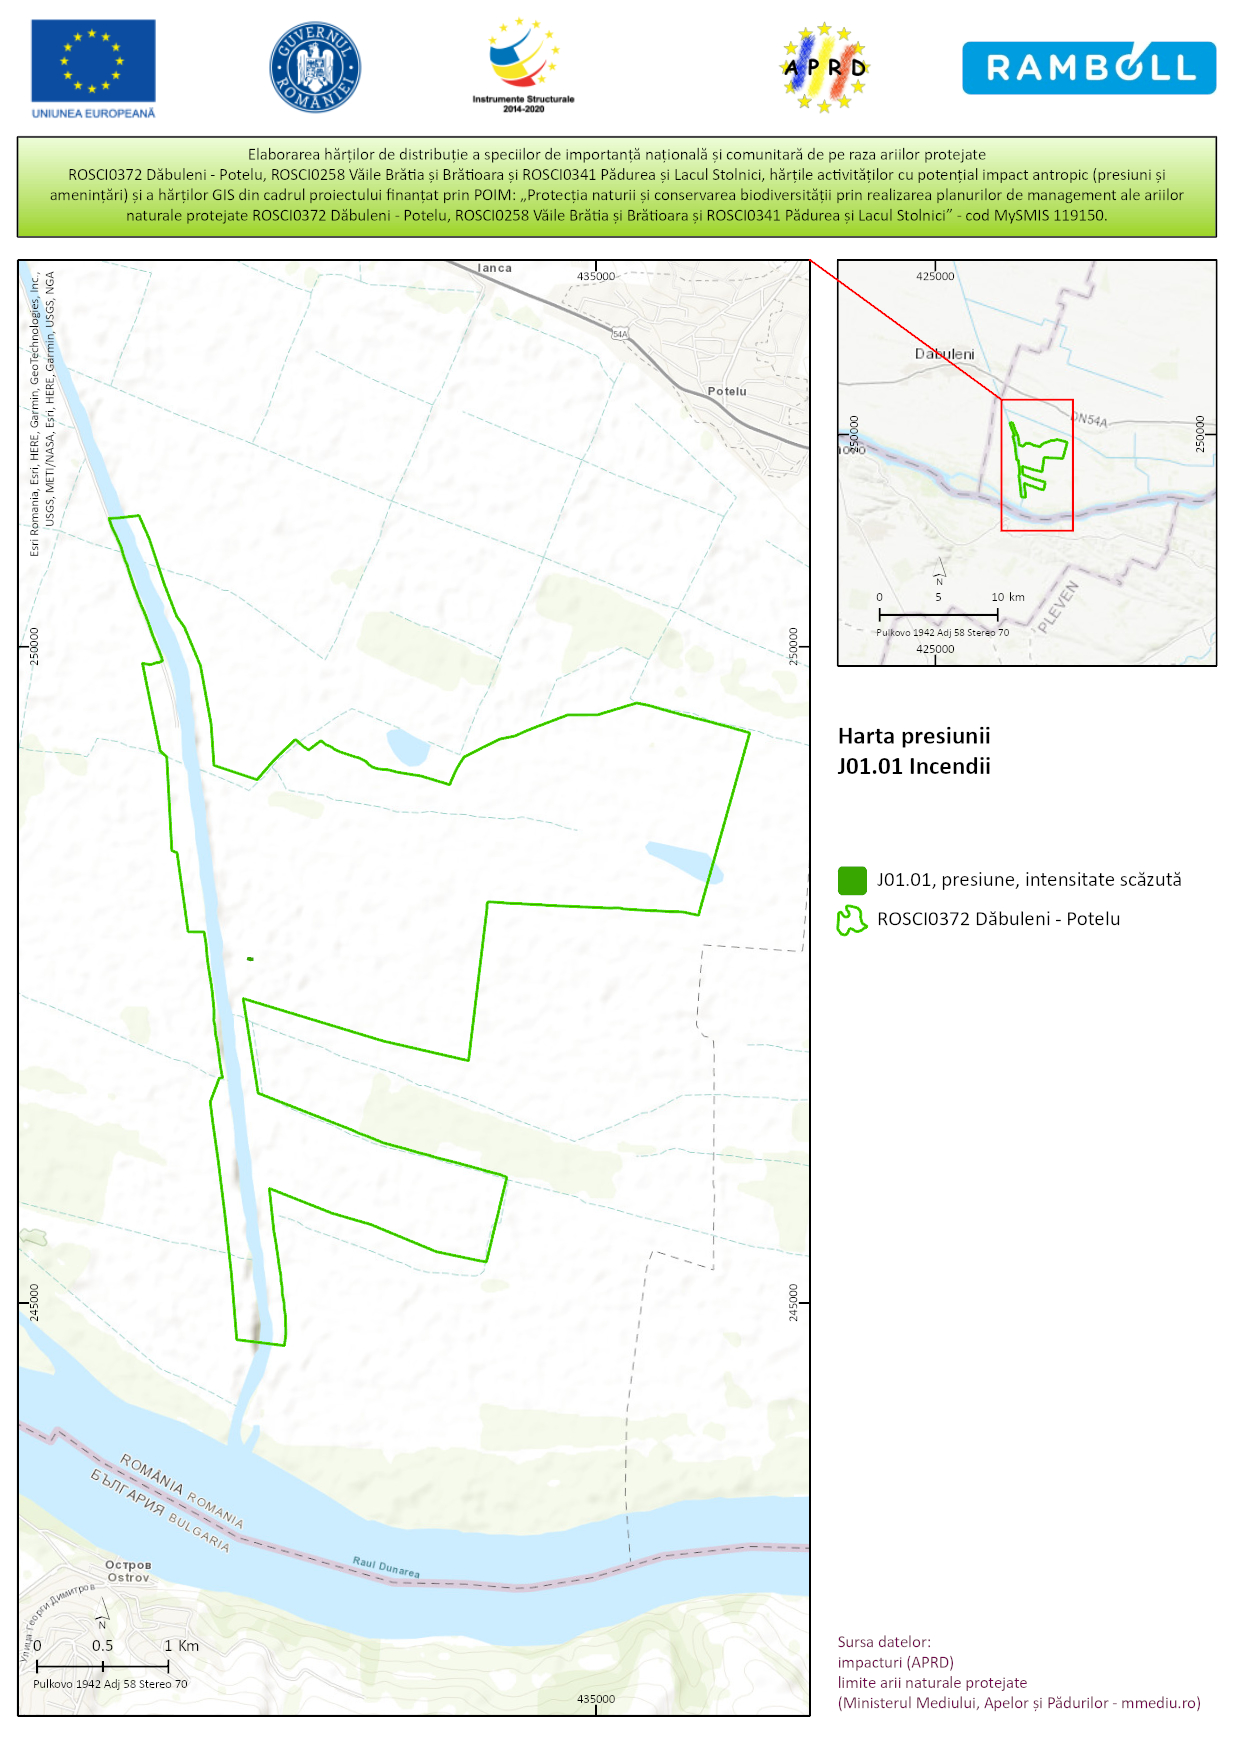 UNIUNEA EUROPEANĂ
GUVERNUL ROMÂNIEI
Instrumente Structurale
2014-2020
APRD
RAMBOLL
Elaborarea hărților de distribuție a speciilor de importanță națională și comunitară de pe raza ariilor protejate
ROSCI0372 Dăbuleni - Potelu, ROSCI0258 Văile Brătia și Brătioara și ROSCI0341 Pădurea și Lacul Stolnici, hărțile activităților cu potențial impact antropic (presiuni și
amenințări) și a hărților GIS din cadrul proiectului finanțat prin POIM: „Protecția naturii și conservarea biodiversității prin realizarea planurilor de management ale ariilor
naturale protejate ROSCI0372 Dăbuleni - Potelu, ROSCI0258 Văile Brătia și Brătioara și ROSCI0341 Pădurea și Lacul Stolnici” - cod MySMIS 119150.
Esri Romania, Esri, HERE, Garmin, GeoTechnologies, Inc.,
USGS, METI/NASA, Esri, HERE, Garmin, USGS, NGA
Ianca
435000
54A
Potelu
250000
250000
245000
245000
ROMÂNIA ROMANIA
БЪЛГАРИЯ BULGARIA
Raul Dunarea
Остров
Ostrov
Улица Георги Димитров
N
0 0.5 1 Km
Pulkovo 1942 Adj 58 Stereo 70
435000
425000
Dabuleni
DN54A
250000
250000
PLEVEN
N
0 5 10 km
Pulkovo 1942 Adj 58 Stereo 70
425000
Harta presiunii
J01.01 Incendii
J01.01, presiune, intensitate scăzută
ROSCI0372 Dăbuleni - Potelu
Sursa datelor:
impacturi (APRD)
limite arii naturale protejate
(Ministerul Mediului, Apelor și Pădurilor - mmediu.ro)